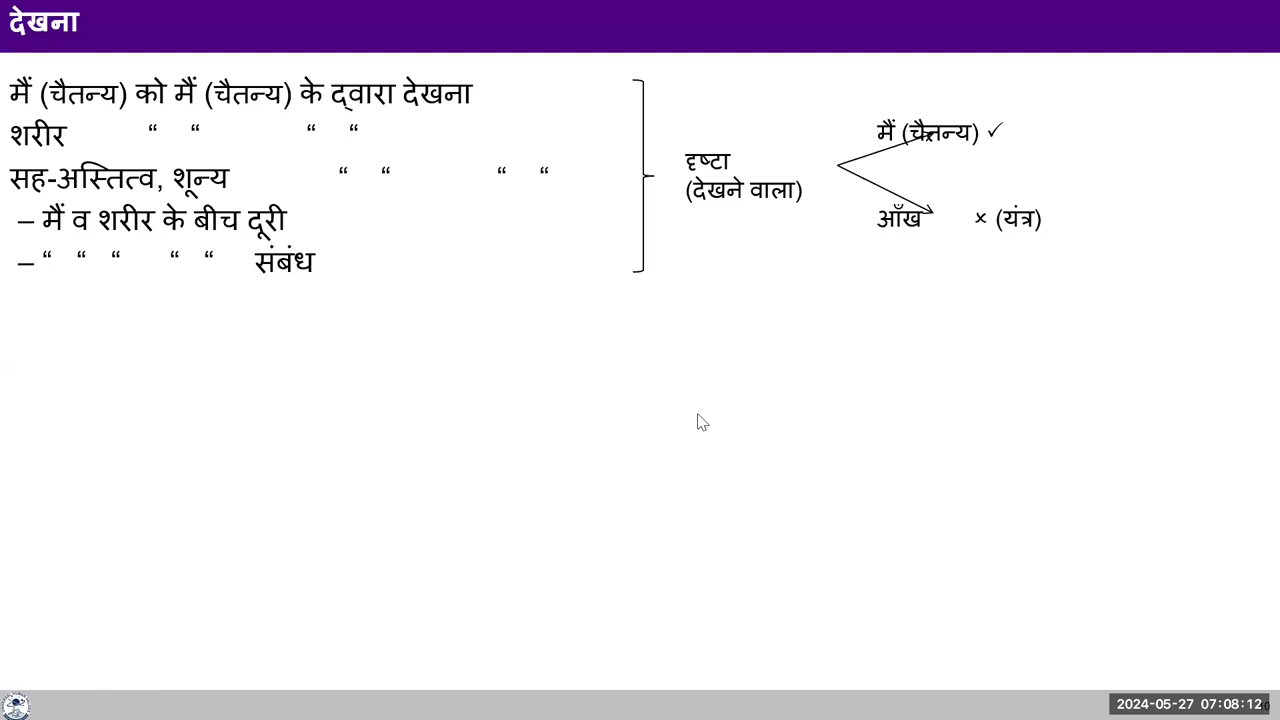 देखना
मैं (चैतन्य) को मैं (चैतन्य) के द्वारा देखना
शरीर “ “ “ “
सह-अस्तित्व, शून्य “ “ “ “
– मैं व शरीर के बीच दूरी
– “ “ “ “ “ संबंध
दृष्टा
(देखने वाला)
मैं (चैतन्य) ✓
आँख × (यंत्र)
2024-05-27 07:08:12